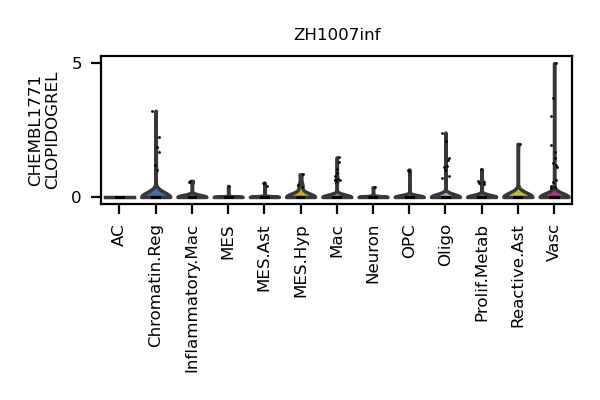 ZH1007inf
CHEMBL1771
CLOPIDOGREL
5
0
AC
Chromatin.Reg
Inflammatory.Mac
MES
MES.Ast
MES.Hyp
Mac
Neuron
OPC
Oligo
Prolif.Metab
Reactive.Ast
Vasc